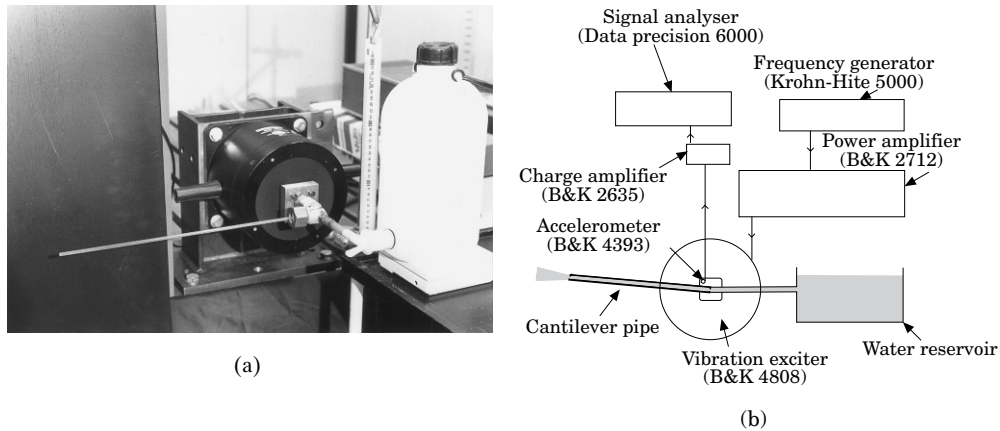 Signal analyser
(Data precision 6000)
Frequency generator
(Krohn-Hite 5000)
Power amplifier
(B&K 2712)
Charge amplifier
(B&K 2635)
Accelerometer
(B&K 4393)
Cantilever pipe
Water reservoir
Vibration exciter
(B&K 4808)
(a)
(b)